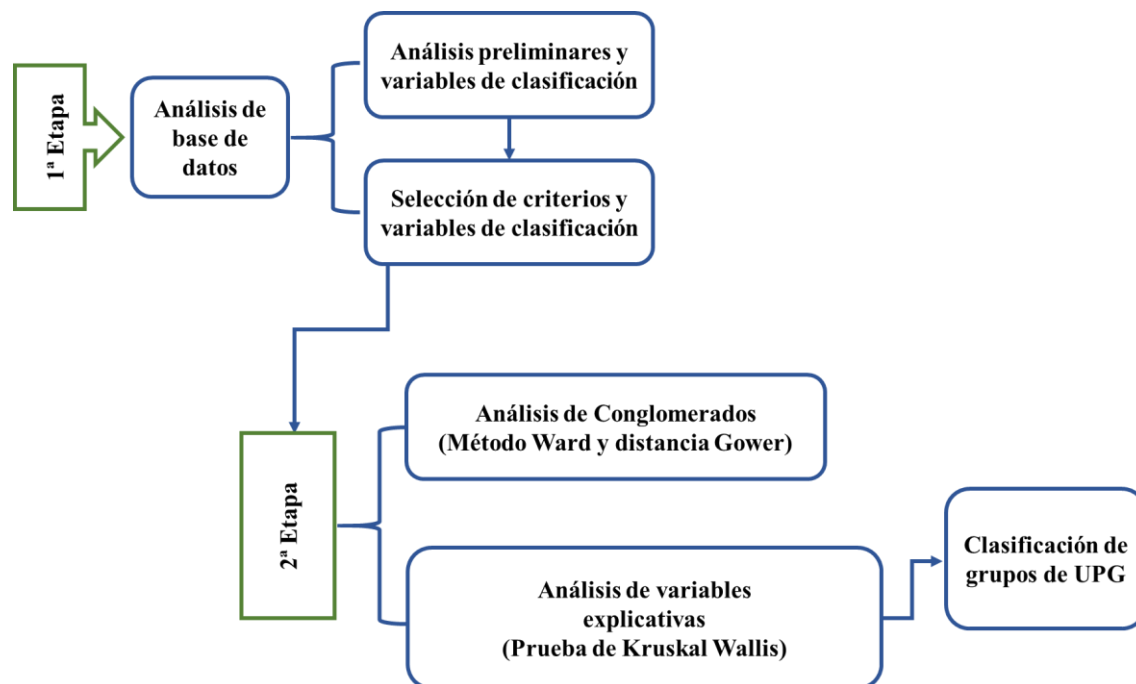 1ª Etapa
Análisis de
base de
datos
Análisis preliminares y
variables de clasificación
Selección de criterios y
variables de clasificación
2ª Etapa
Análisis de Conglomerados
(Método Ward y distancia Gower)
Análisis de variables
explicativas
(Prueba de Kruskal Wallis)
Clasificación de
grupos de UPG